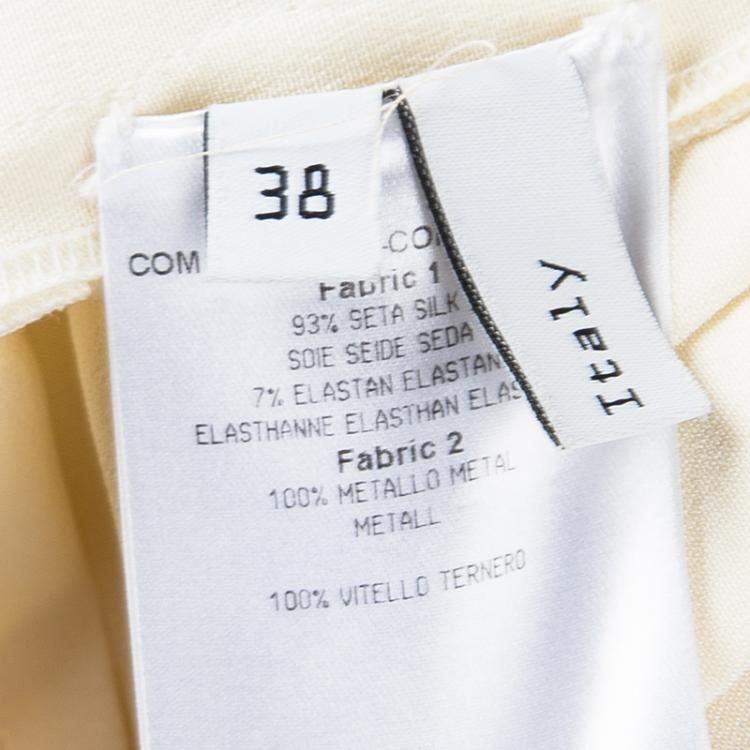 38
Italy
COM -CO
Fabric 1
93% SETA SILK
SOIE SEIDE SEDA
7% ELASTAN ELASTAN
ELASTHANNE ELASTHAN ELAS
Fabric 2
100% METALLO METAL
METALL
100% VITELLO TERNERO